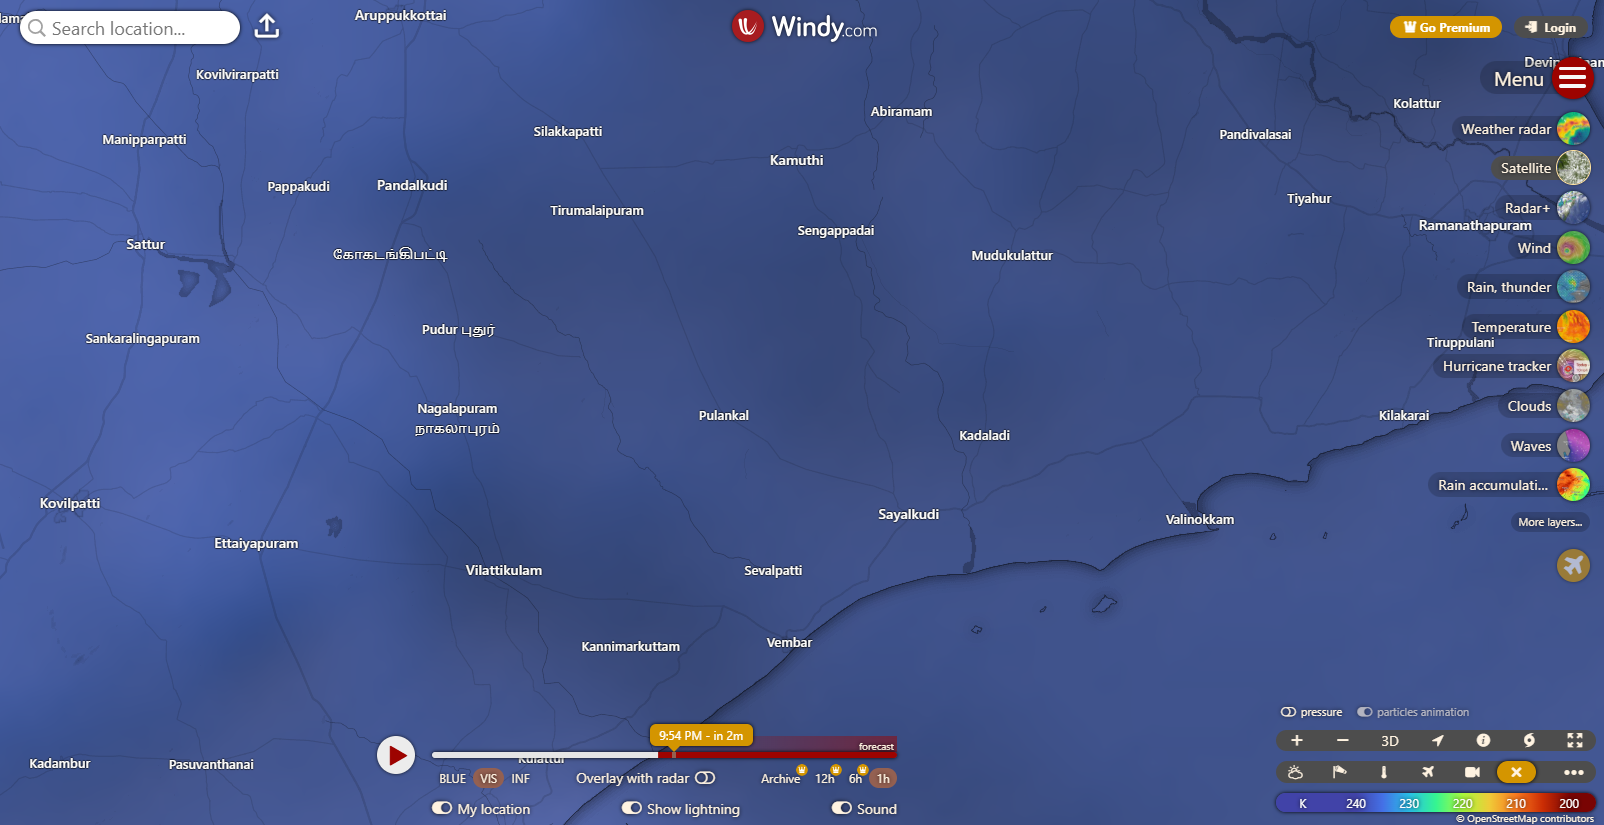 Aruppukkottai
Search location...
Windy.com
Go Premium
Login
Menu
Kovilvirarpatti
Kolattur
Abiramam
Silakkapatti
Manipparpatti
Pandivalasai
Weather radar
Kamuthi
Satellite
Pappakudi
Pandalkudi
Tiyahur
Tirumalaipuram
Radar+
Ramanathapuram
Sengappadai
Sattur
Wind
கோகடங்கிபட்டி
Mudukulattur
Rain, thunder
Temperature
Pudur புதூர்
Sankaralingapuram
Tiruppulani
Hurricane tracker
Nagalapuram
நாகலாபுரம்
Clouds
Pulankal
Kilakarai
Kadaladi
Waves
Rain accumulati...
Kovilpatti
Sayalkudi
Valinokkam
More layers...
Ettaiyapuram
Vilattikulam
Sevalpatti
Kannimarkuttam
Vembar
pressure
particles animation
9:54 PM - in 2m
forecast
3D
Kadambur
Pasuvanthanai
Kulattur
BLUE VIS INF
Overlay with radar
Archive 12h 6h 1h
My location
Show lightning
Sound
K 240 230 220 210 200
© OpenStreetMap contributors